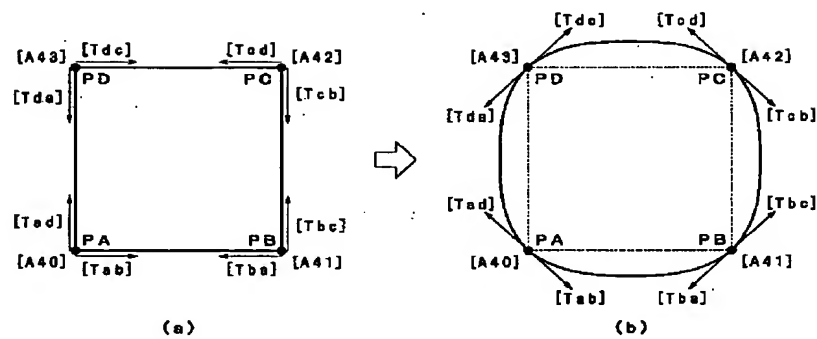 [A43] [Tdc] [Tcd] [A42]
PD PC
[Tda] [Tcb]
[Tad] [Tbc]
PA PB
[A40] [Tab] [Tba] [A41]
(a)
[Tdc] [Tcd]
[A43] [A42]
PD PC
[Tda] [Tcb]
[Tad] [Tbc]
PA PB
[A40] [A41]
[Tab] [Tba]
(b)